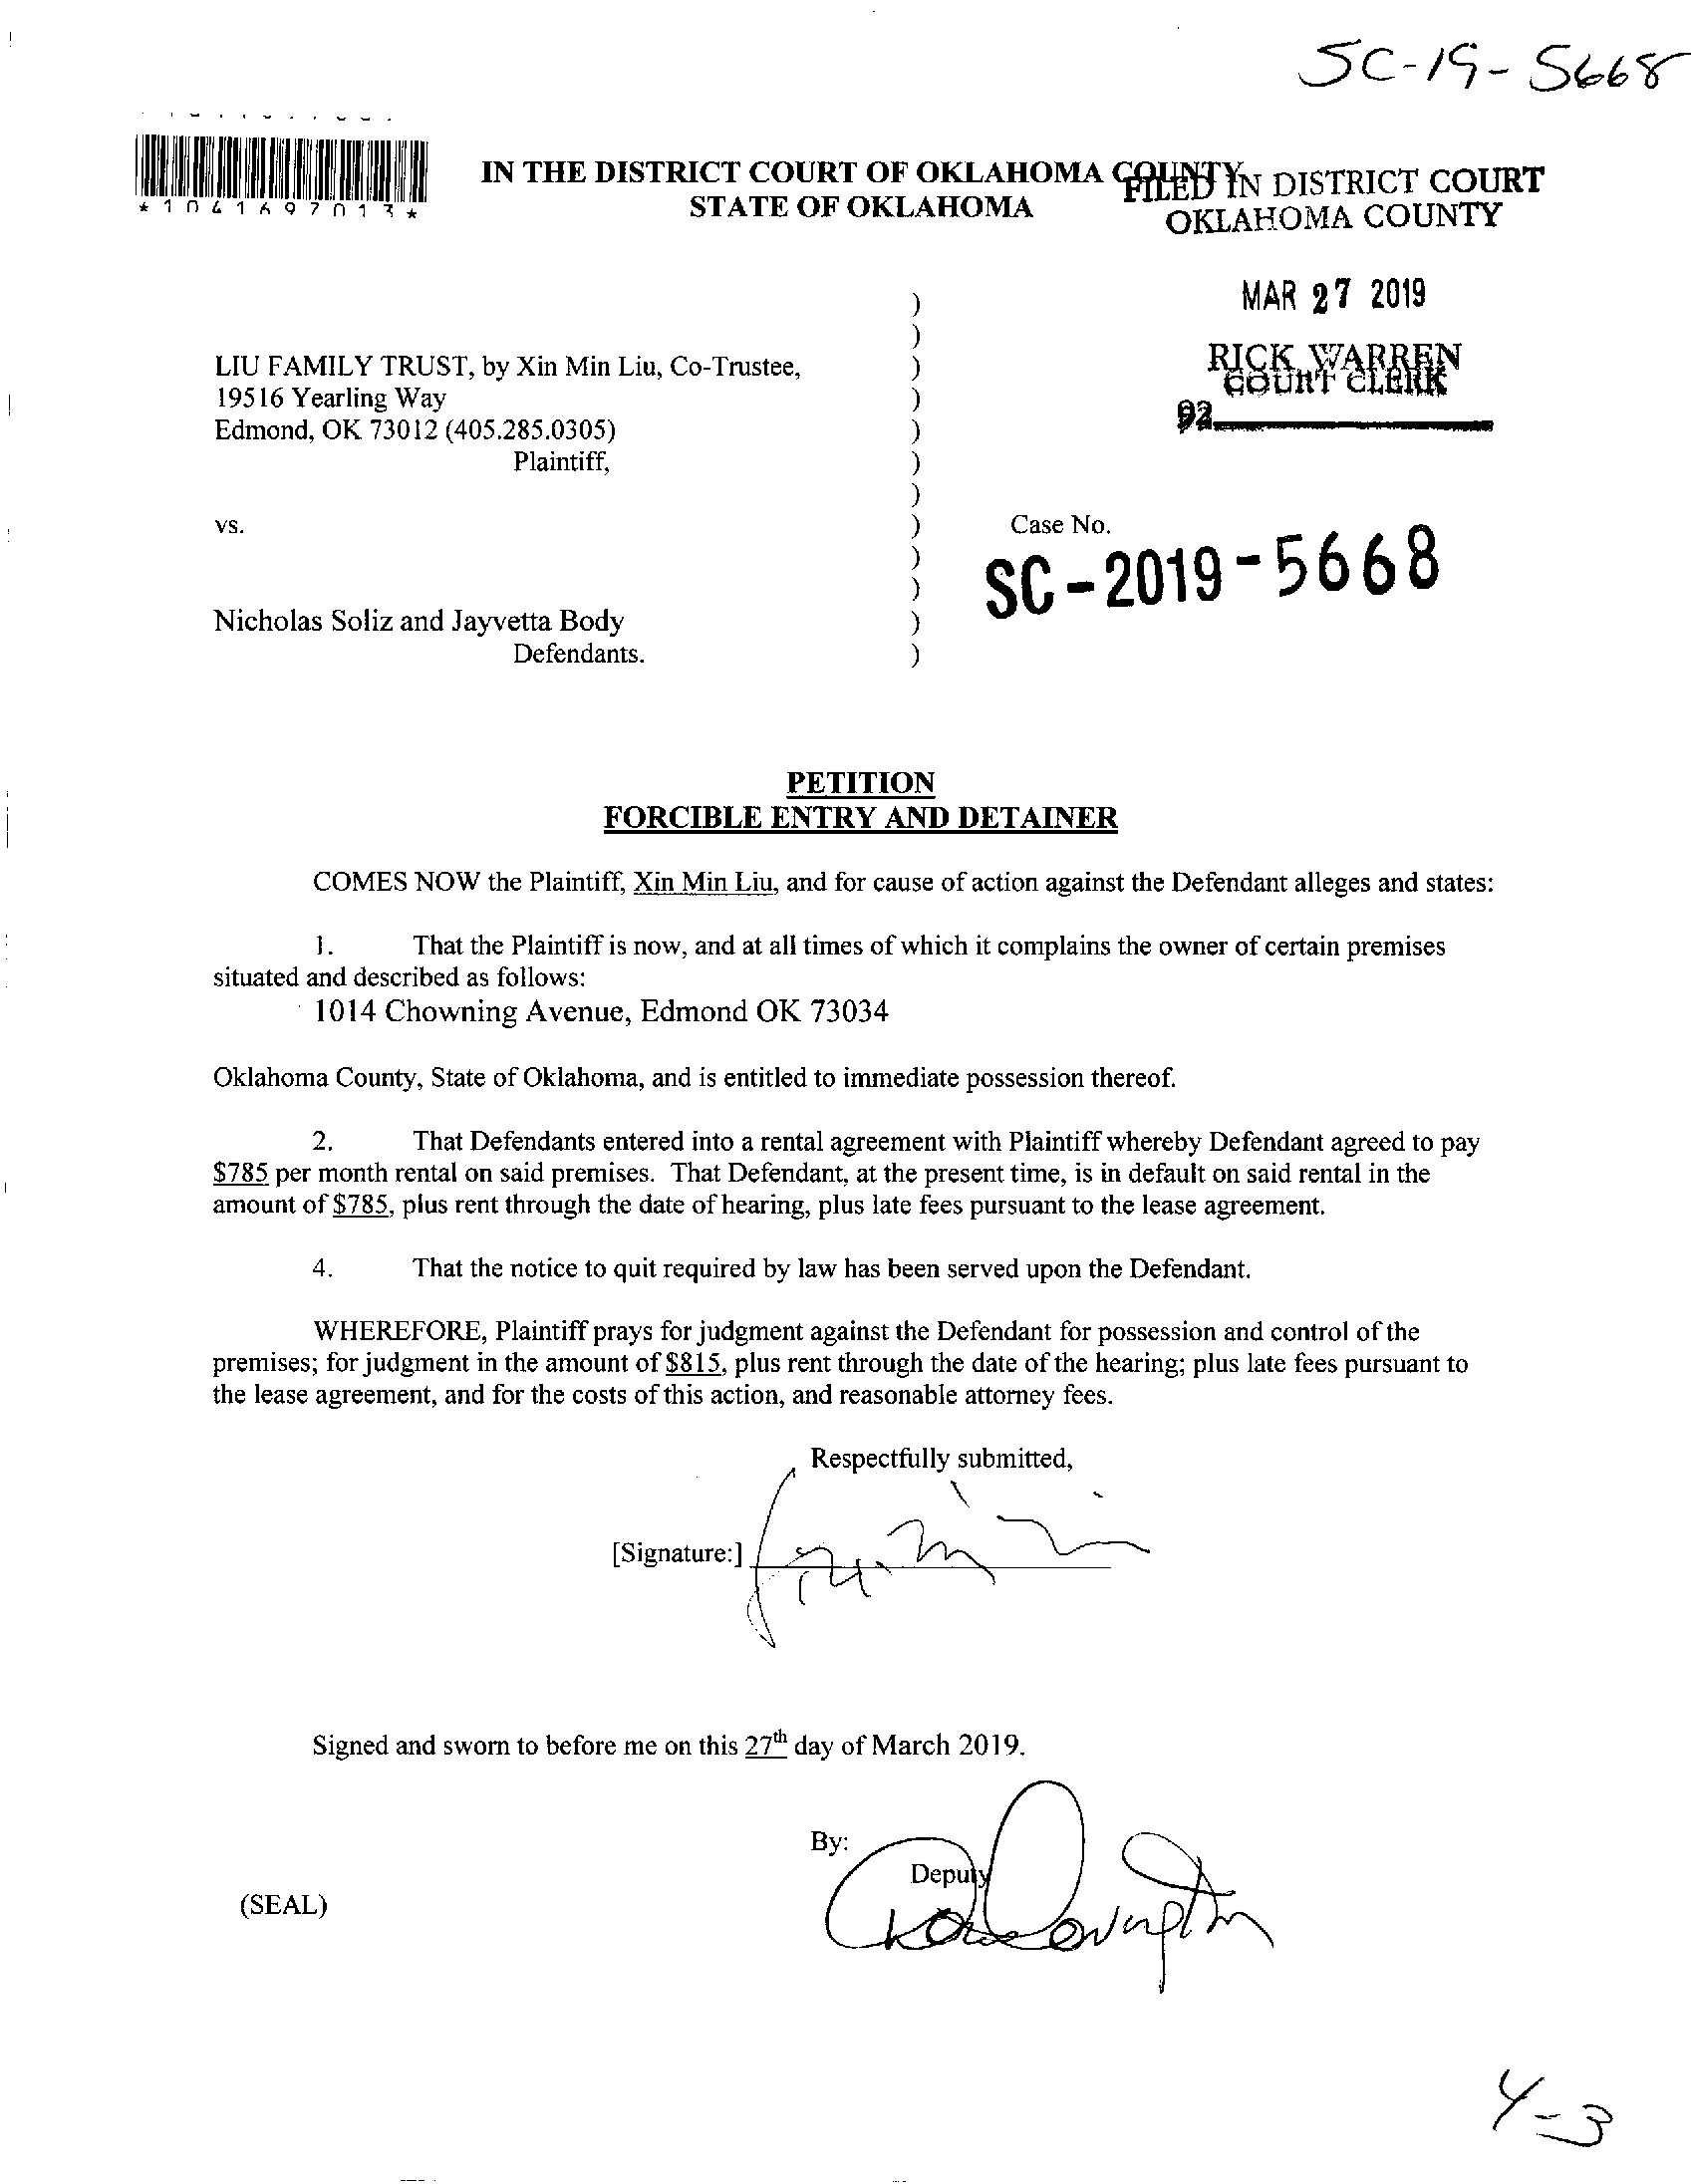 SC-19-5668
*1041697013*
IN THE DISTRICT COURT OF OKLAHOMA COUNTY
STATE OF OKLAHOMA
FILED IN DISTRICT COURT
OKLAHOMA COUNTY
MAR 27 2019
RICK WARREN
COURT CLERK
92
LIU FAMILY TRUST, by Xin Min Liu, Co-Trustee,
19516 Yearling Way
Edmond, OK 73012 (405.285.0305)
Plaintiff,
vs.
Nicholas Soliz and Jayvetta Body
Defendants.
)
)
)
)
)
)
)
)
)
)
)
)
Case No.
SC-2019-5668
PETITION
FORCIBLE ENTRY AND DETAINER
COMES NOW the Plaintiff, Xin Min Liu, and for cause of action against the Defendant alleges and states:
1. That the Plaintiff is now, and at all times of which it complains the owner of certain premises
situated and described as follows:
1014 Chowning Avenue, Edmond OK 73034
Oklahoma County, State of Oklahoma, and is entitled to immediate possession thereof.
2. That Defendants entered into a rental agreement with Plaintiff whereby Defendant agreed to pay
$785 per month rental on said premises. That Defendant, at the present time, is in default on said rental in the
amount of $785, plus rent through the date of hearing, plus late fees pursuant to the lease agreement.
4. That the notice to quit required by law has been served upon the Defendant.
WHEREFORE, Plaintiff prays for judgment against the Defendant for possession and control of the
premises; for judgment in the amount of $815, plus rent through the date of the hearing; plus late fees pursuant to
the lease agreement, and for the costs of this action, and reasonable attorney fees.
Respectfully submitted,
[Signature:]
Signed and sworn to before me on this 27th day of March 2019.
By:
Deputy
(SEAL)
4-3